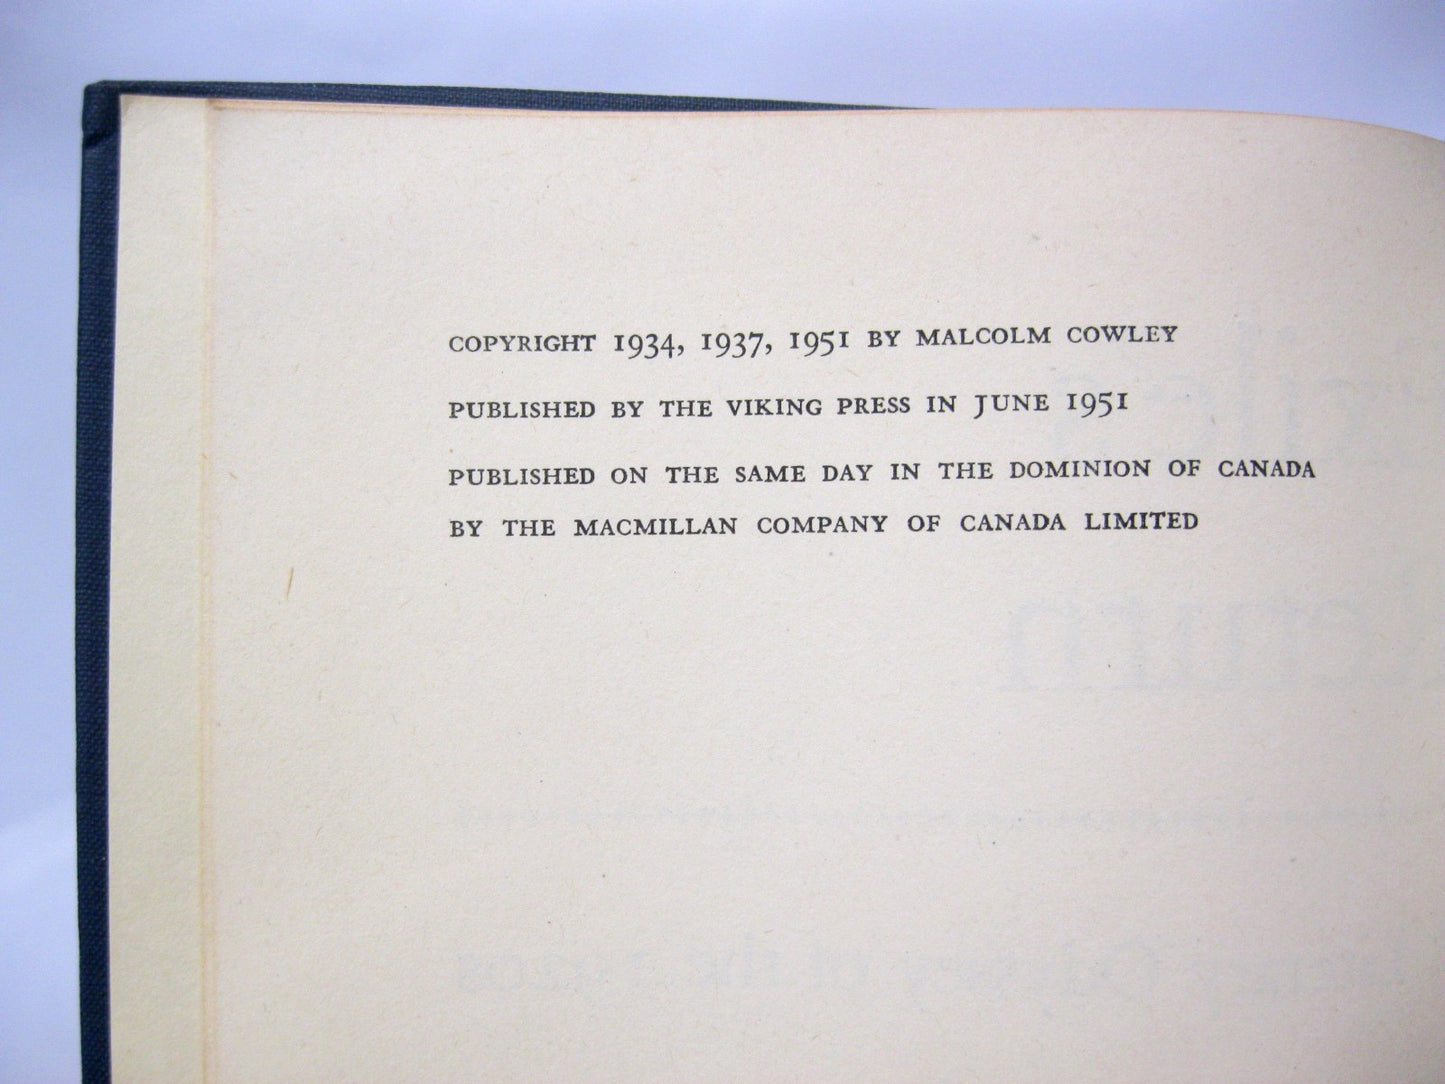 COPYRIGHT 1934, 1937, 1951 BY MALCOLM COWLEY
PUBLISHED BY THE VIKING PRESS IN JUNE 1951
PUBLISHED ON THE SAME DAY IN THE DOMINION OF CANADA
BY THE MACMILLAN COMPANY OF CANADA LIMITED